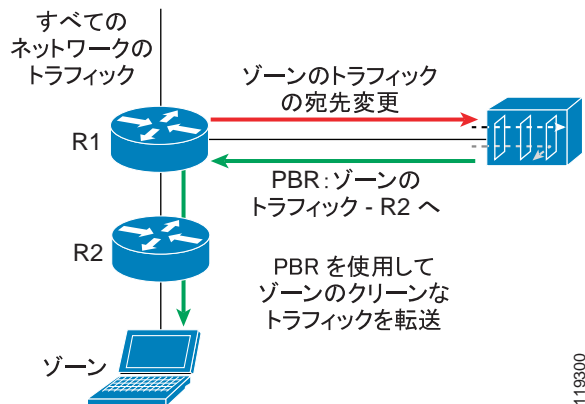 すべての
ネットワークの
トラフィック
ゾーンのトラフィック
の宛先変更
R1
PBR：ゾーンの
トラフィック - R2 へ
R2
PBR を使用して
ゾーンのクリーンな
トラフィックを転送
ゾーン
119300